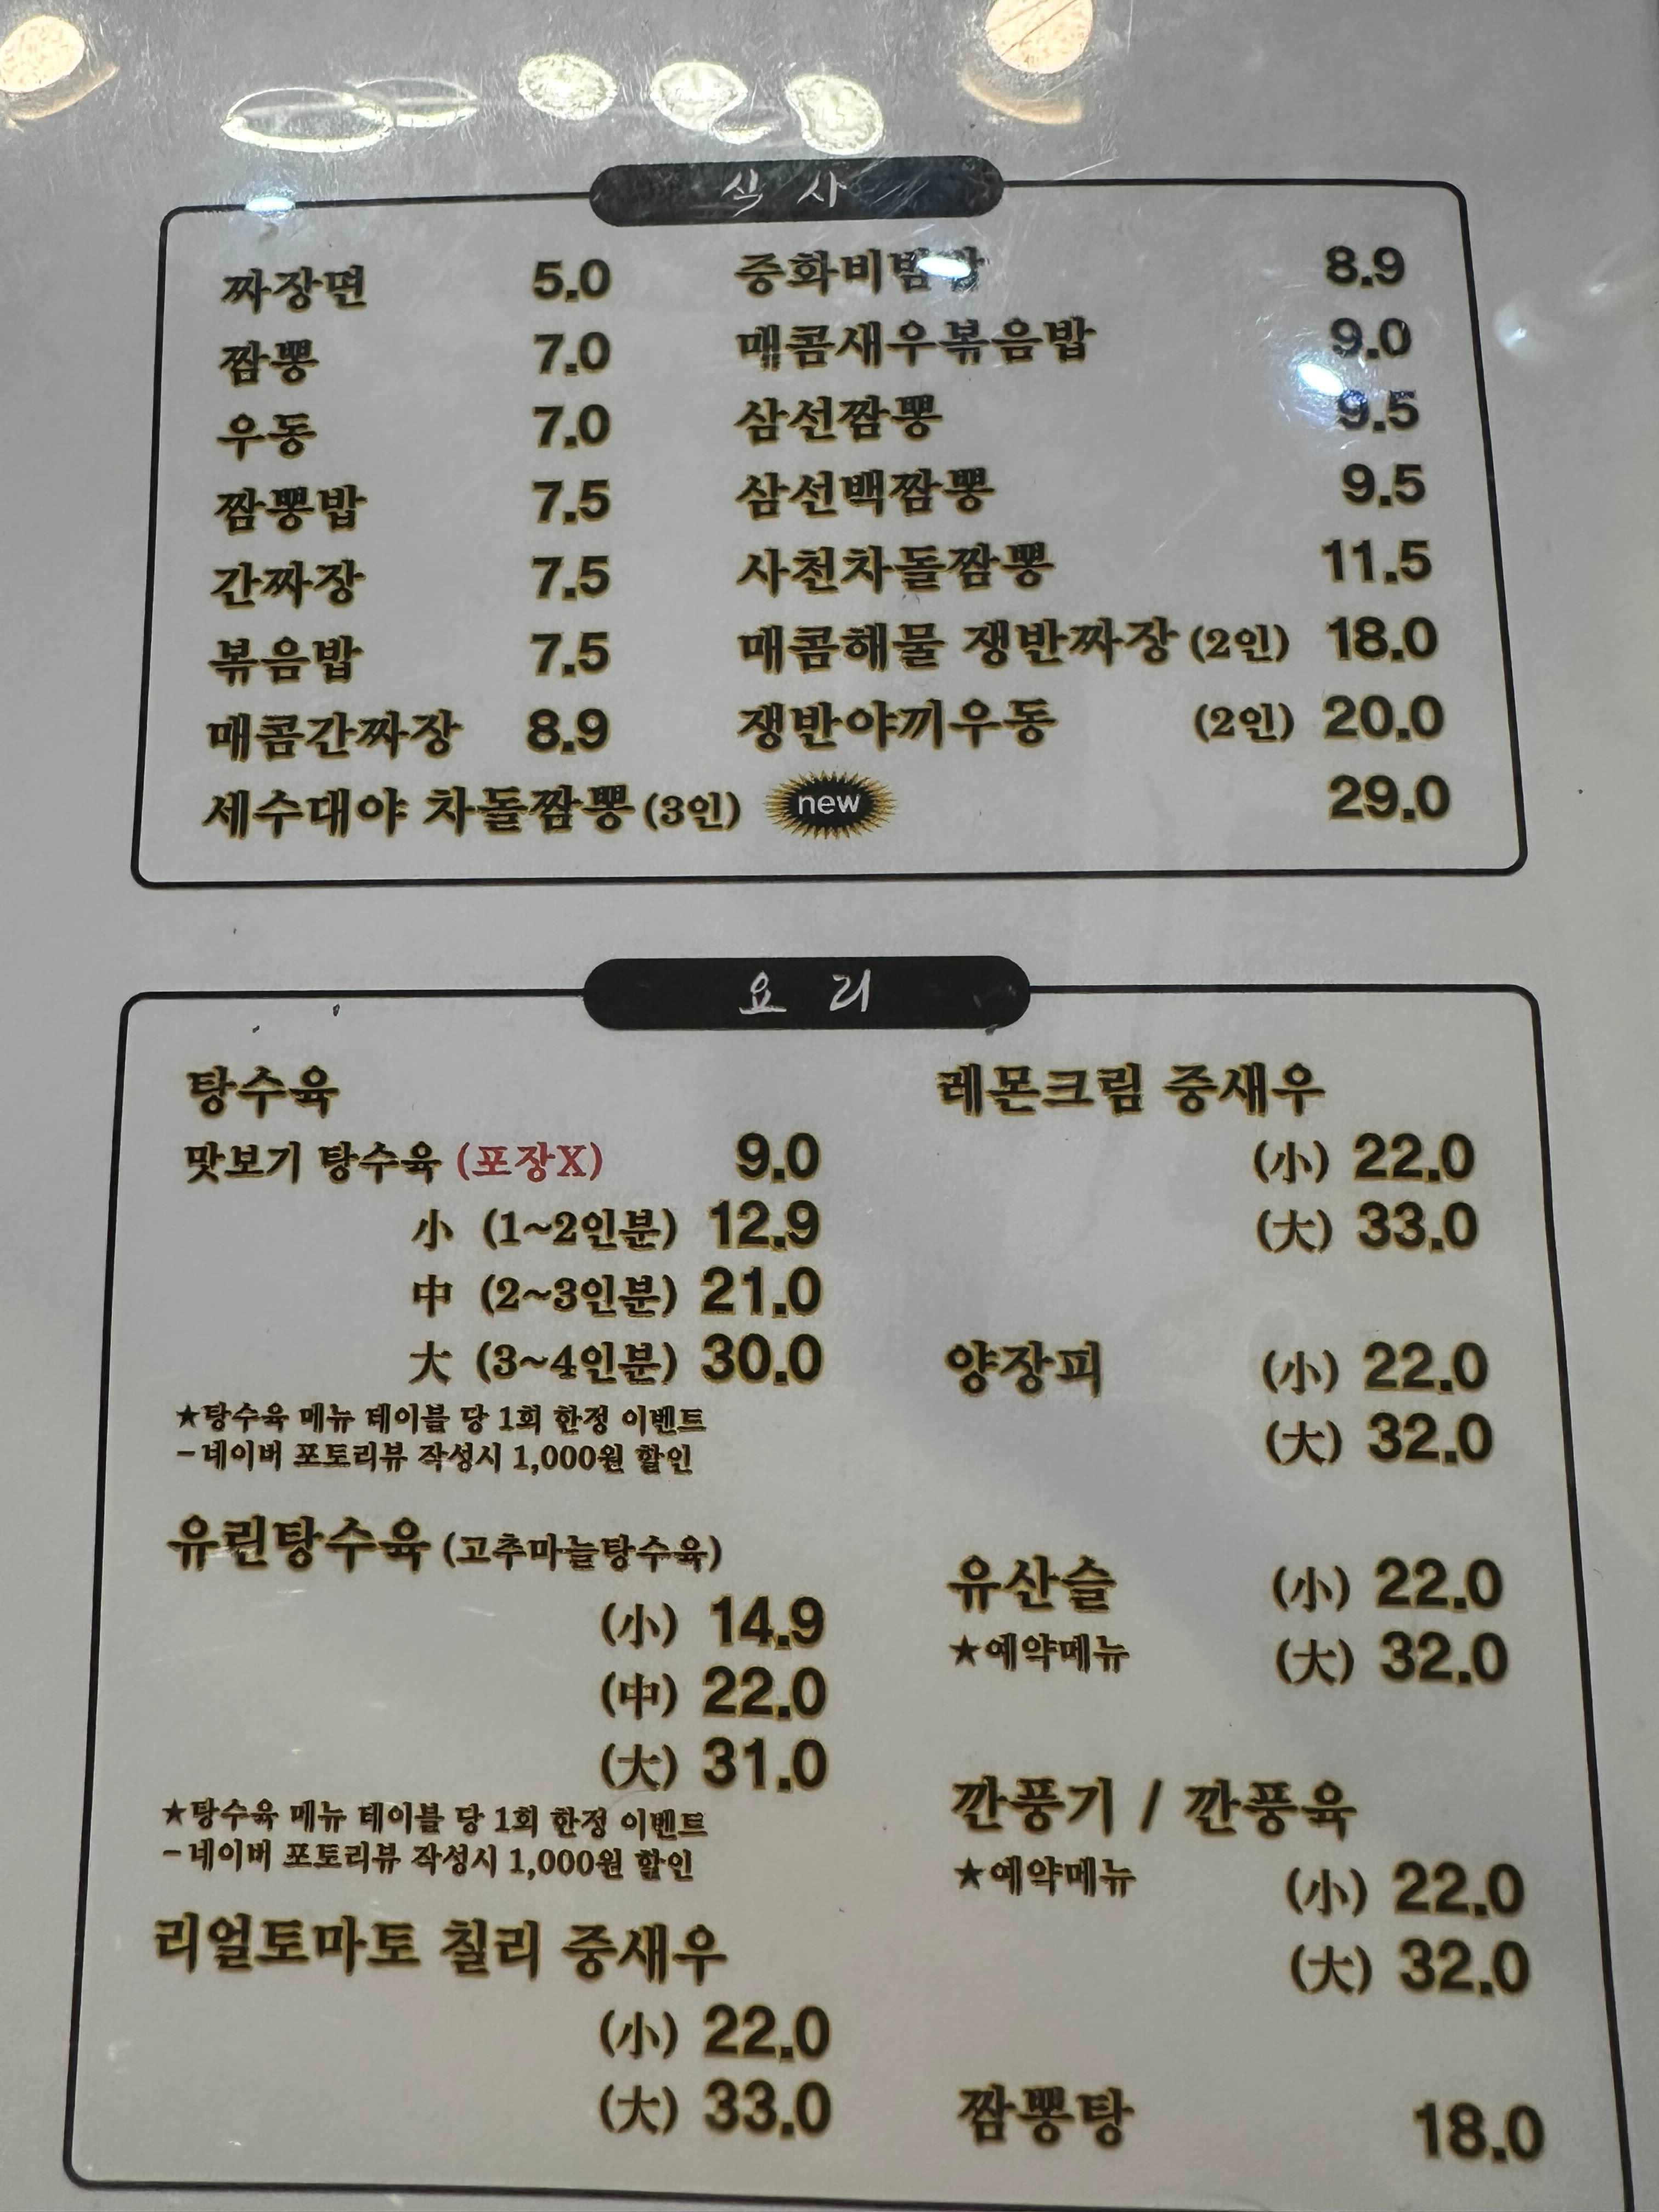 식 사
짜장면 5.0
짬뽕 7.0
우동 7.0
짬뽕밥 7.5
간짜장 7.5
볶음밥 7.5
매콤간짜장 8.9
중화비빔밥 8.9
매콤새우볶음밥 9.0
삼선짬뽕 9.5
삼선백짬뽕 9.5
사천차돌짬뽕 11.5
매콤해물 쟁반짜장 (2인) 18.0
쟁반야끼우동 (2인) 20.0
세수대야 차돌짬뽕 (3인) new 29.0
요 리
탕수육
맛보기 탕수육 (포장X) 9.0
小 (1~2인분) 12.9
中 (2~3인분) 21.0
大 (3~4인분) 30.0
★탕수육 메뉴 테이블 당 1회 한정 이벤트
-네이버 포토리뷰 작성시 1,000원 할인
유린탕수육 (고추마늘탕수육)
(小) 14.9
(中) 22.0
(大) 31.0
★탕수육 메뉴 테이블 당 1회 한정 이벤트
-네이버 포토리뷰 작성시 1,000원 할인
리얼토마토 칠리 중새우
(小) 22.0
(大) 33.0
레몬크림 중새우
(小) 22.0
(大) 33.0
양장피 (小) 22.0
(大) 32.0
유산슬 (小) 22.0
★예약메뉴 (大) 32.0
깐풍기 / 깐풍육
★예약메뉴 (小) 22.0
(大) 32.0
짬뽕탕 18.0